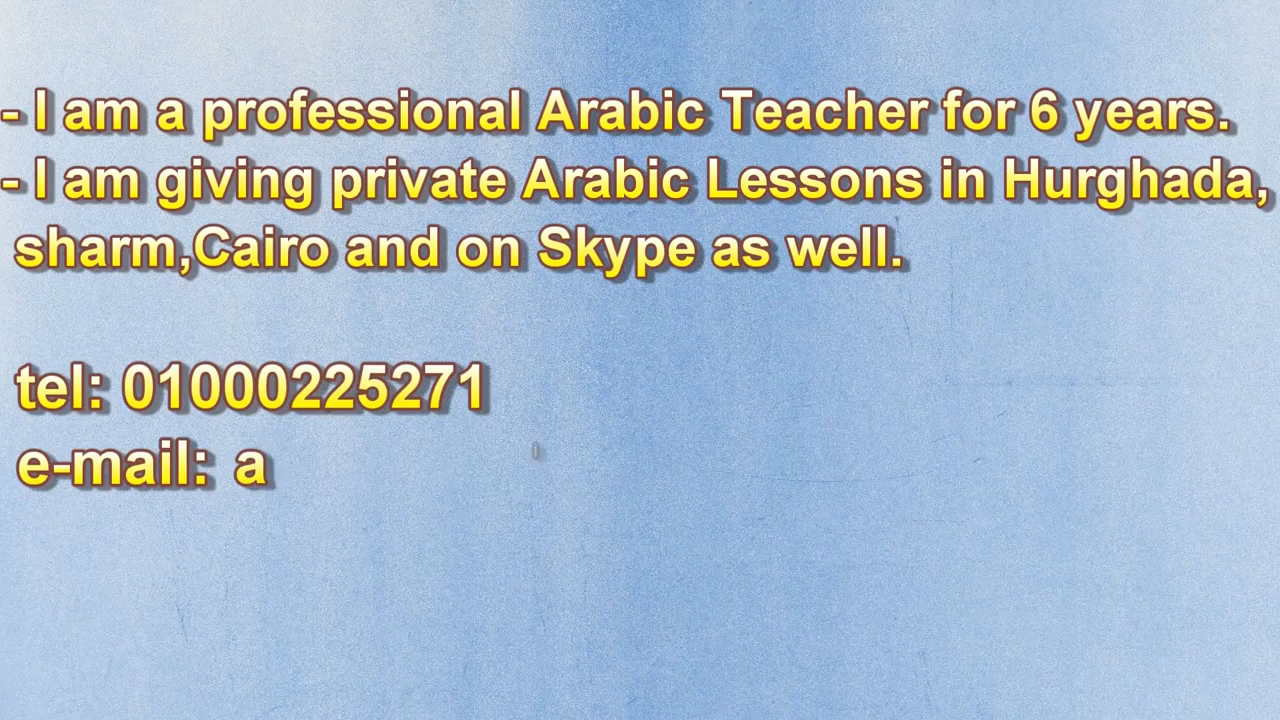 - I am a professional Arabic Teacher for 6 years.
- I am giving private Arabic Lessons in Hurghada,
sharm,Cairo and on Skype as well.
tel: 01000225271
e-mail: a